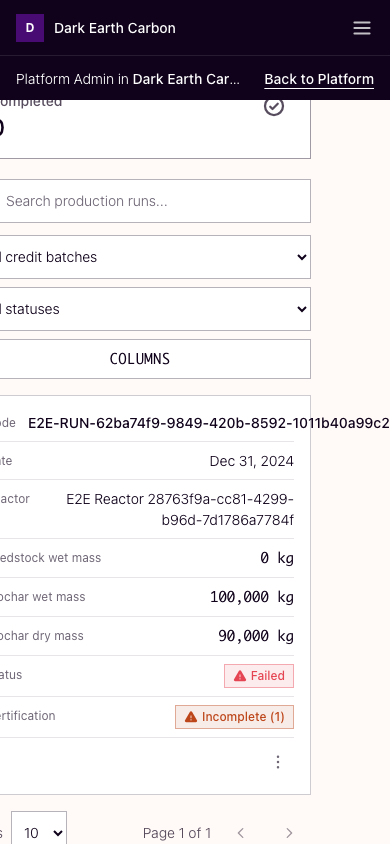 D Dark Earth Carbon
Platform Admin in Dark Earth Car... Back to Platform
ompleted
Search production runs...
credit batches
statuses
COLUMNS
ode E2E-RUN-62ba74f9-9849-420b-8592-1011b40a99c2
te Dec 31, 2024
actor E2E Reactor 28763f9a-cc81-4299-
b96d-7d1786a7784f
edstock wet mass 0 kg
ochar wet mass 100,000 kg
ochar dry mass 90,000 kg
atus Failed
ertification Incomplete (1)
s 10 Page 1 of 1